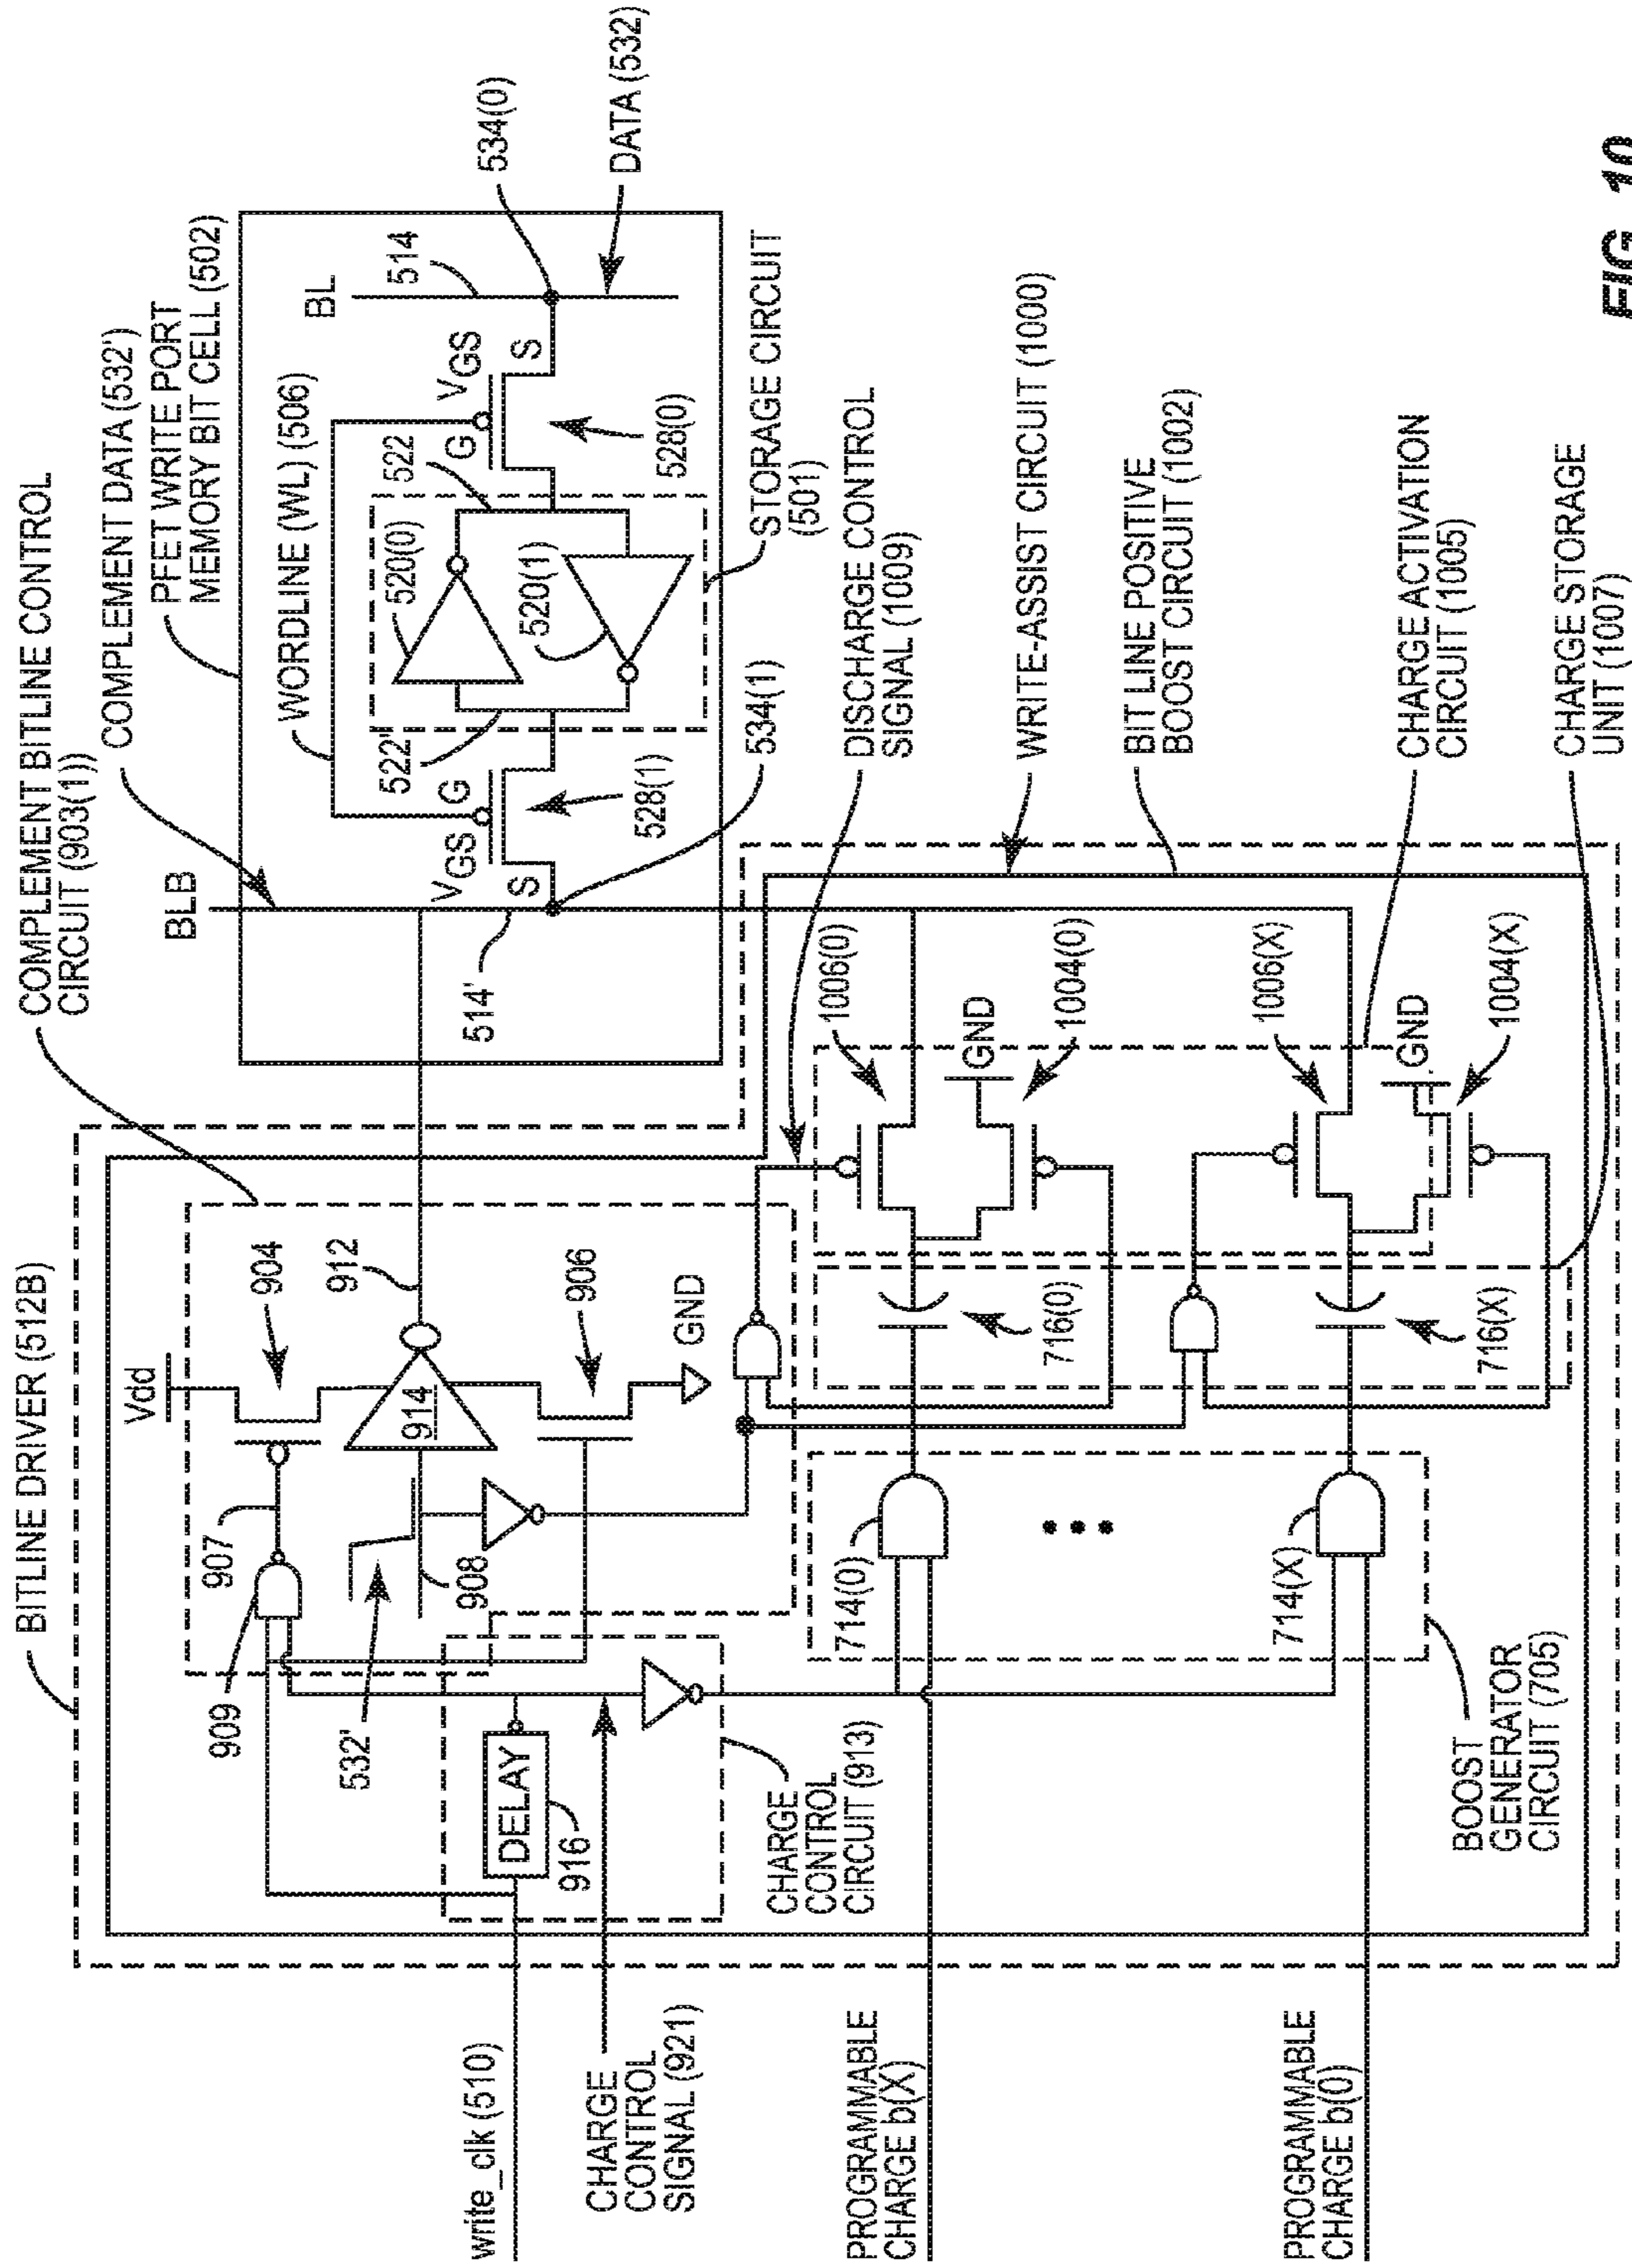 BITLINE DRIVER (512B)
COMPLEMENT BITLINE CONTROL
CIRCUIT (903(1))
COMPLEMENT DATA (532')
PFET WRITE PORT
MEMORY BIT CELL (502)
BLB
WORDLINE (WL) (506)
BL
514
534(0)
DATA (532)
VGS
G
S
522'
520(0)
520(1)
522
G
VGS
S
528(1)
528(0)
514'
534(1)
STORAGE CIRCUIT
(501)
Vdd
904
907
909
912
914
532'
908
906
GND
DELAY
916
write_clk (510)
CHARGE
CONTROL
SIGNAL (921)
CHARGE
CONTROL
CIRCUIT (913)
DISCHARGE CONTROL
SIGNAL (1009)
WRITE-ASSIST CIRCUIT (1000)
BIT LINE POSITIVE
BOOST CIRCUIT (1002)
1006(0)
GND
1004(0)
716(0)
714(0)
PROGRAMMABLE
CHARGE b(X)
1006(X)
GND
1004(X)
716(X)
714(X)
PROGRAMMABLE
CHARGE b(0)
CHARGE ACTIVATION
CIRCUIT (1005)
CHARGE STORAGE
UNIT (1007)
BOOST
GENERATOR
CIRCUIT (705)
FIG. 10